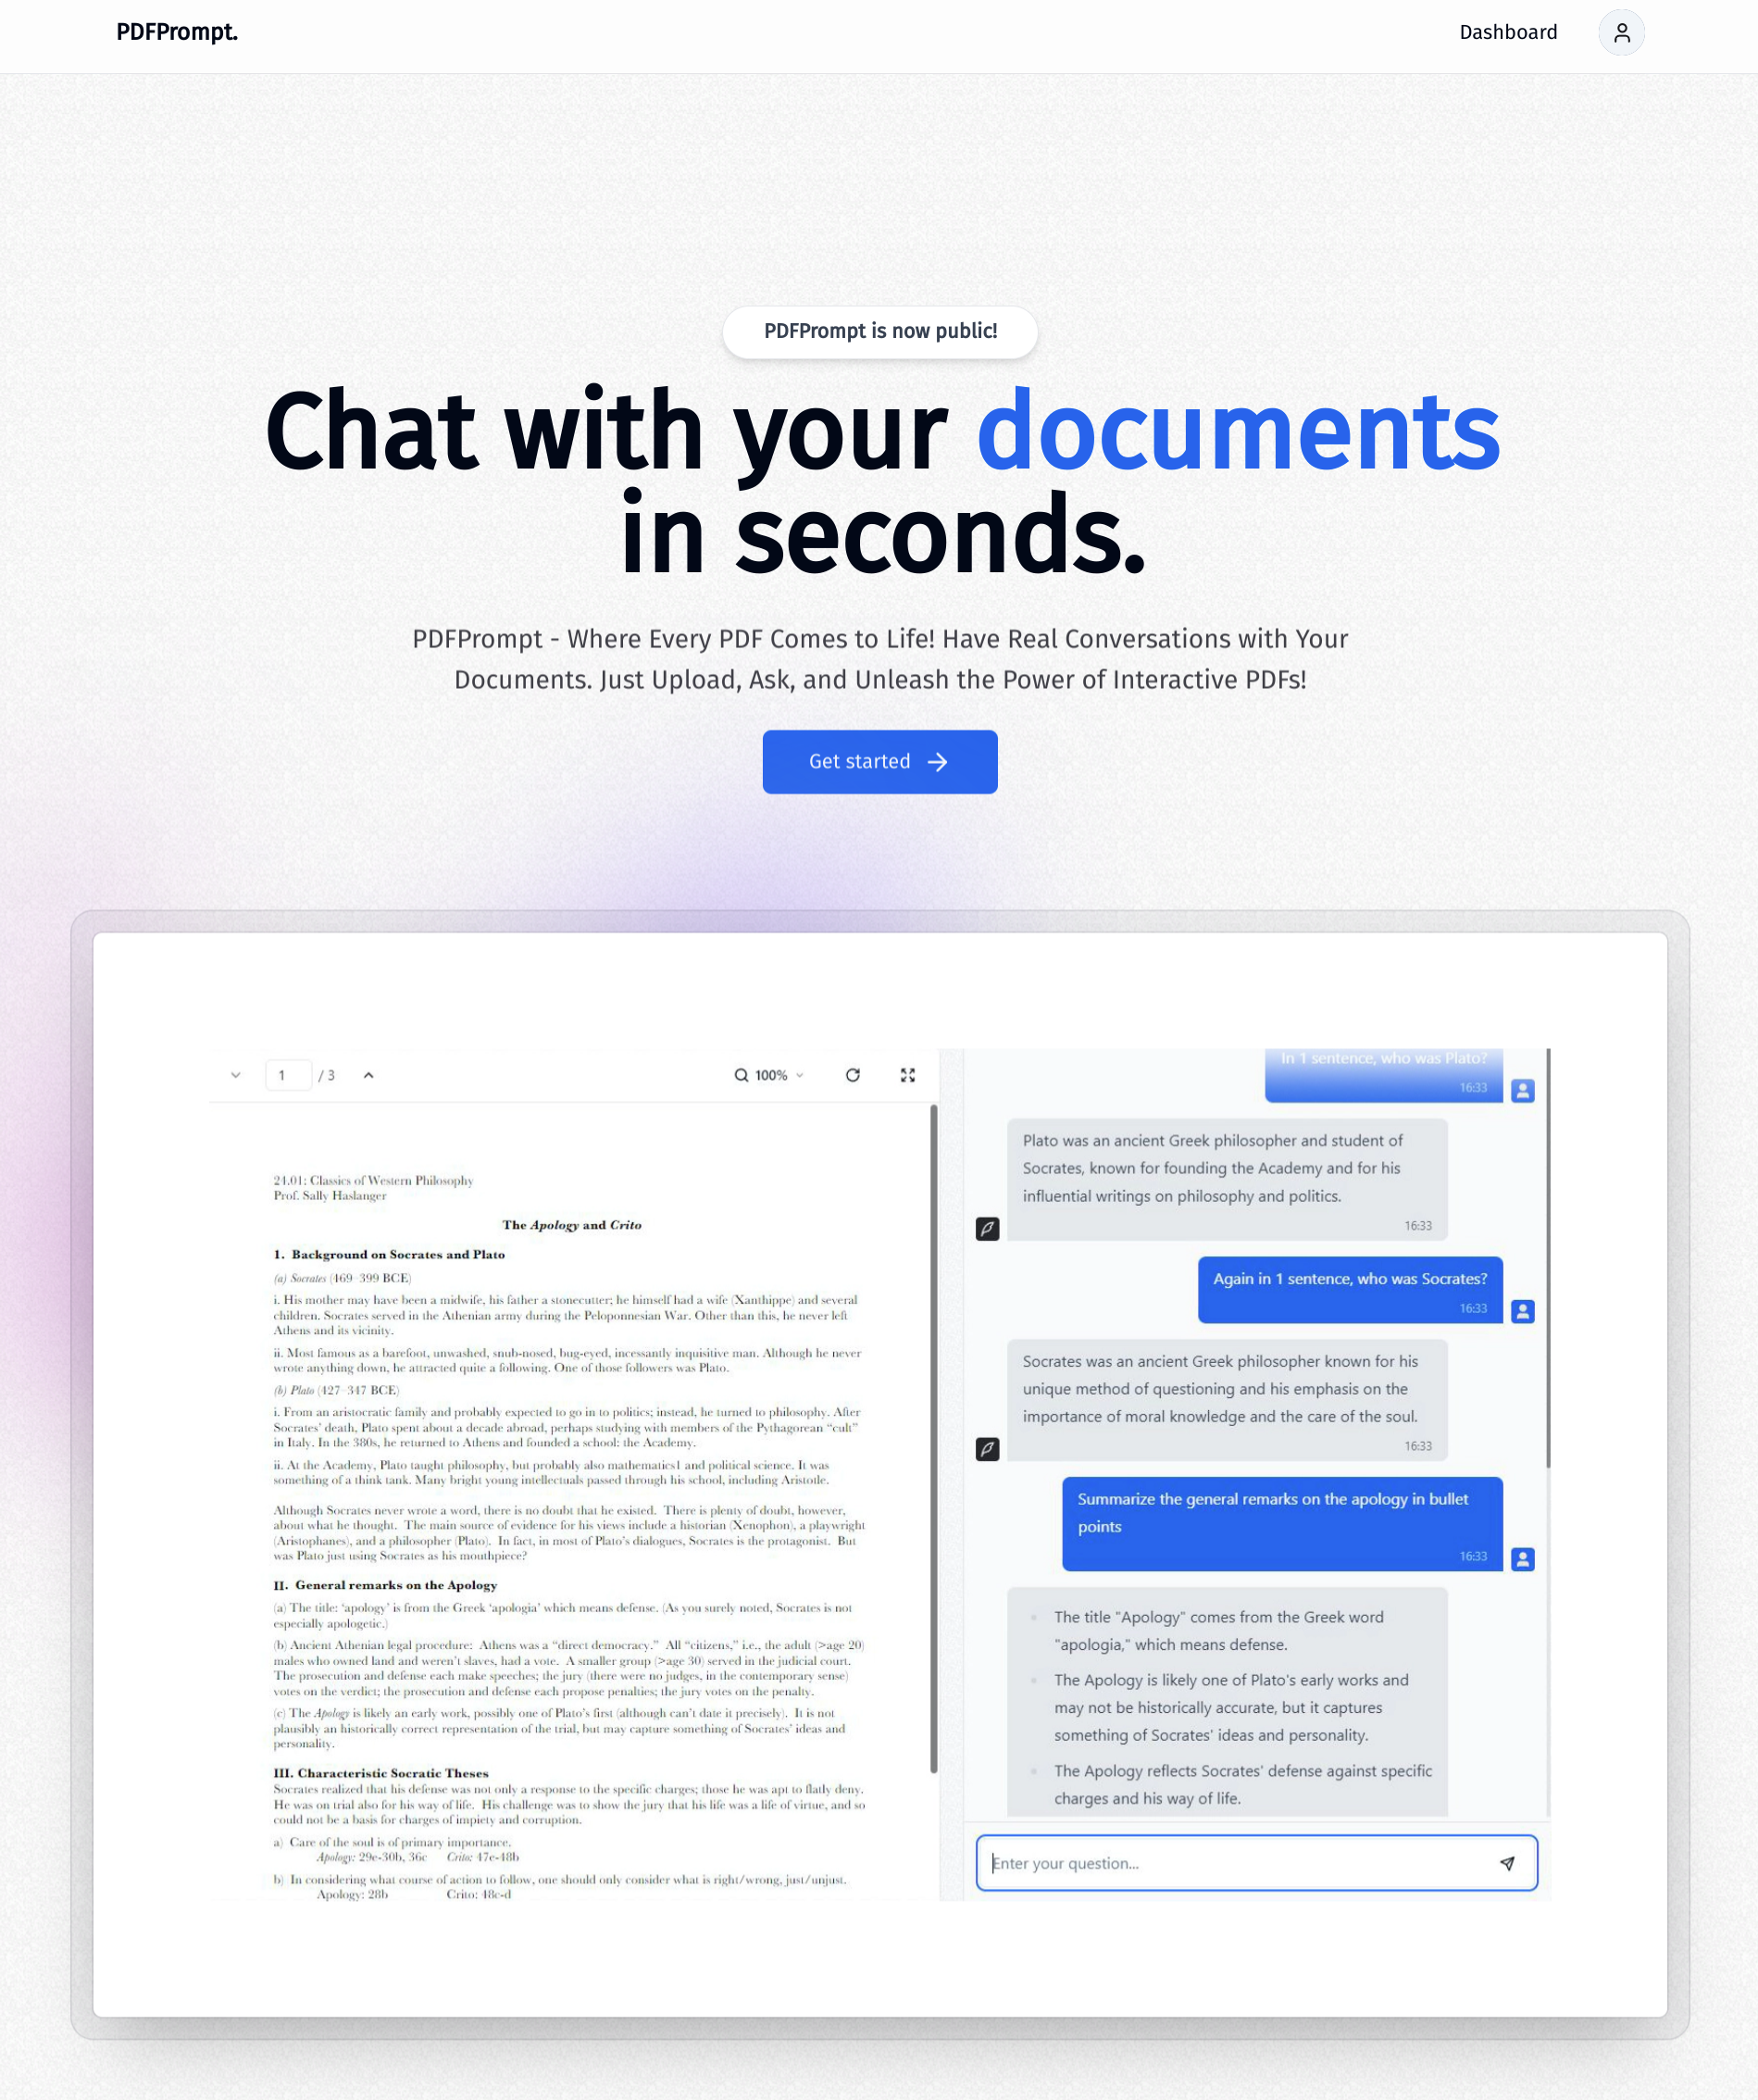 PDFPrompt.
Dashboard
PDFPrompt is now public!
Chat with your documents
in seconds.
PDFPrompt - Where Every PDF Comes to Life! Have Real Conversations with Your
Documents. Just Upload, Ask, and Unleash the Power of Interactive PDFs!
Get started
1 / 3
100%
24.01: Classics of Western Philosophy
Prof. Sally Haslanger
The Apology and Crito
1. Background on Socrates and Plato
(a) Socrates (469–399 BCE)
i. His mother may have been a midwife, his father a stonecutter; he himself had a wife (Xanthippe) and several
children. Socrates served in the Athenian army during the Peloponnesian War. Other than this, he never left
Athens and its vicinity.
ii. Most famous as a barefoot, unwashed, snub-nosed, bug-eyed, incessantly inquisitive man. Although he never
wrote anything down, he attracted quite a following. One of those followers was Plato.
(b) Plato (427–347 BCE)
i. From an aristocratic family and probably expected to go in to politics; instead, he turned to philosophy. After
Socrates’ death, Plato spent about a decade abroad, perhaps studying with members of the Pythagorean “cult”
in Italy. In the 380s, he returned to Athens and founded a school: the Academy.
ii. At the Academy, Plato taught philosophy, but probably also mathematics1 and political science. It was
something of a think tank. Many bright young intellectuals passed through his school, including Aristotle.
Although Socrates never wrote a word, there is no doubt that he existed. There is plenty of doubt, however,
about what he thought. The main source of evidence for his views include a historian (Xenophon), a playwright
(Aristophanes), and a philosopher (Plato). In fact, in most of Plato’s dialogues, Socrates is the protagonist. But
was Plato just using Socrates as his mouthpiece?
II. General remarks on the Apology
(a) The title: ‘apology’ is from the Greek ‘apologia’ which means defense. (As you surely noted, Socrates is not
especially apologetic.)
(b) Ancient Athenian legal procedure: Athens was a “direct democracy.” All “citizens,” i.e., the adult (>age 20)
males who owned land and weren’t slaves, had a vote. A smaller group (>age 30) served in the judicial court.
The prosecution and defense each make speeches; the jury (there were no judges, in the contemporary sense)
votes on the verdict; the prosecution and defense each propose penalties; the jury votes on the penalty.
(c) The Apology is likely an early work, possibly one of Plato’s first (although can’t date it precisely). It is not
plausibly an historically correct representation of the trial, but may capture something of Socrates’ ideas and
personality.
III. Characteristic Socratic Theses
Socrates realized that his defense was not only a response to the specific charges; those he was apt to flatly deny.
He was on trial also for his way of life. His challenge was to show the jury that his life was a life of virtue, and so
could not be a basis for charges of impiety and corruption.
a) Care of the soul is of primary importance.
Apology: 29e-30b, 36c Crito: 47e-48b
b) In considering what course of action to follow, one should only consider what is right/wrong, just/unjust.
Apology: 28b Crito: 48c-d
In 1 sentence, who was Plato?
16:33
Plato was an ancient Greek philosopher and student of
Socrates, known for founding the Academy and for his
influential writings on philosophy and politics.
16:33
Again in 1 sentence, who was Socrates?
16:33
Socrates was an ancient Greek philosopher known for his
unique method of questioning and his emphasis on the
importance of moral knowledge and the care of the soul.
16:33
Summarize the general remarks on the apology in bullet
points
16:33
The title "Apology" comes from the Greek word
"apologia," which means defense.
The Apology is likely one of Plato's early works and
may not be historically accurate, but it captures
something of Socrates' ideas and personality.
The Apology reflects Socrates' defense against specific
charges and his way of life.
Enter your question...